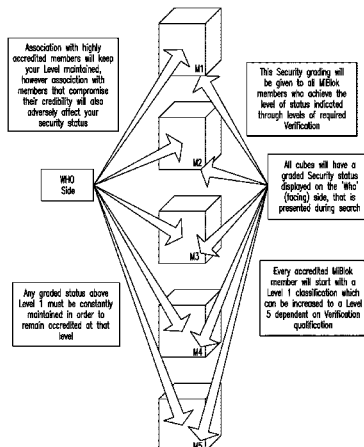 Association with highly
accredited members will keep
your Level maintained,
however association with
members that compromise
their credibility will also
adversely affect your
security status
M1
This Security grading will
be given to all MiBlok
members who achieve the
level of status indicated
through levels of required
Verification
M2
WHO
Side
All cubes will have a
graded Security status
displayed on the 'Who'
(facing) side, that is
presented during search
M3
Any graded status above
Level 1 must be constantly
maintained in order to
remain accredited at that
level
M4
Every accredited MiBlok
member will start with a
Level 1 classification which
can be increased to a Level
5 dependent on Verification
qualification
M5